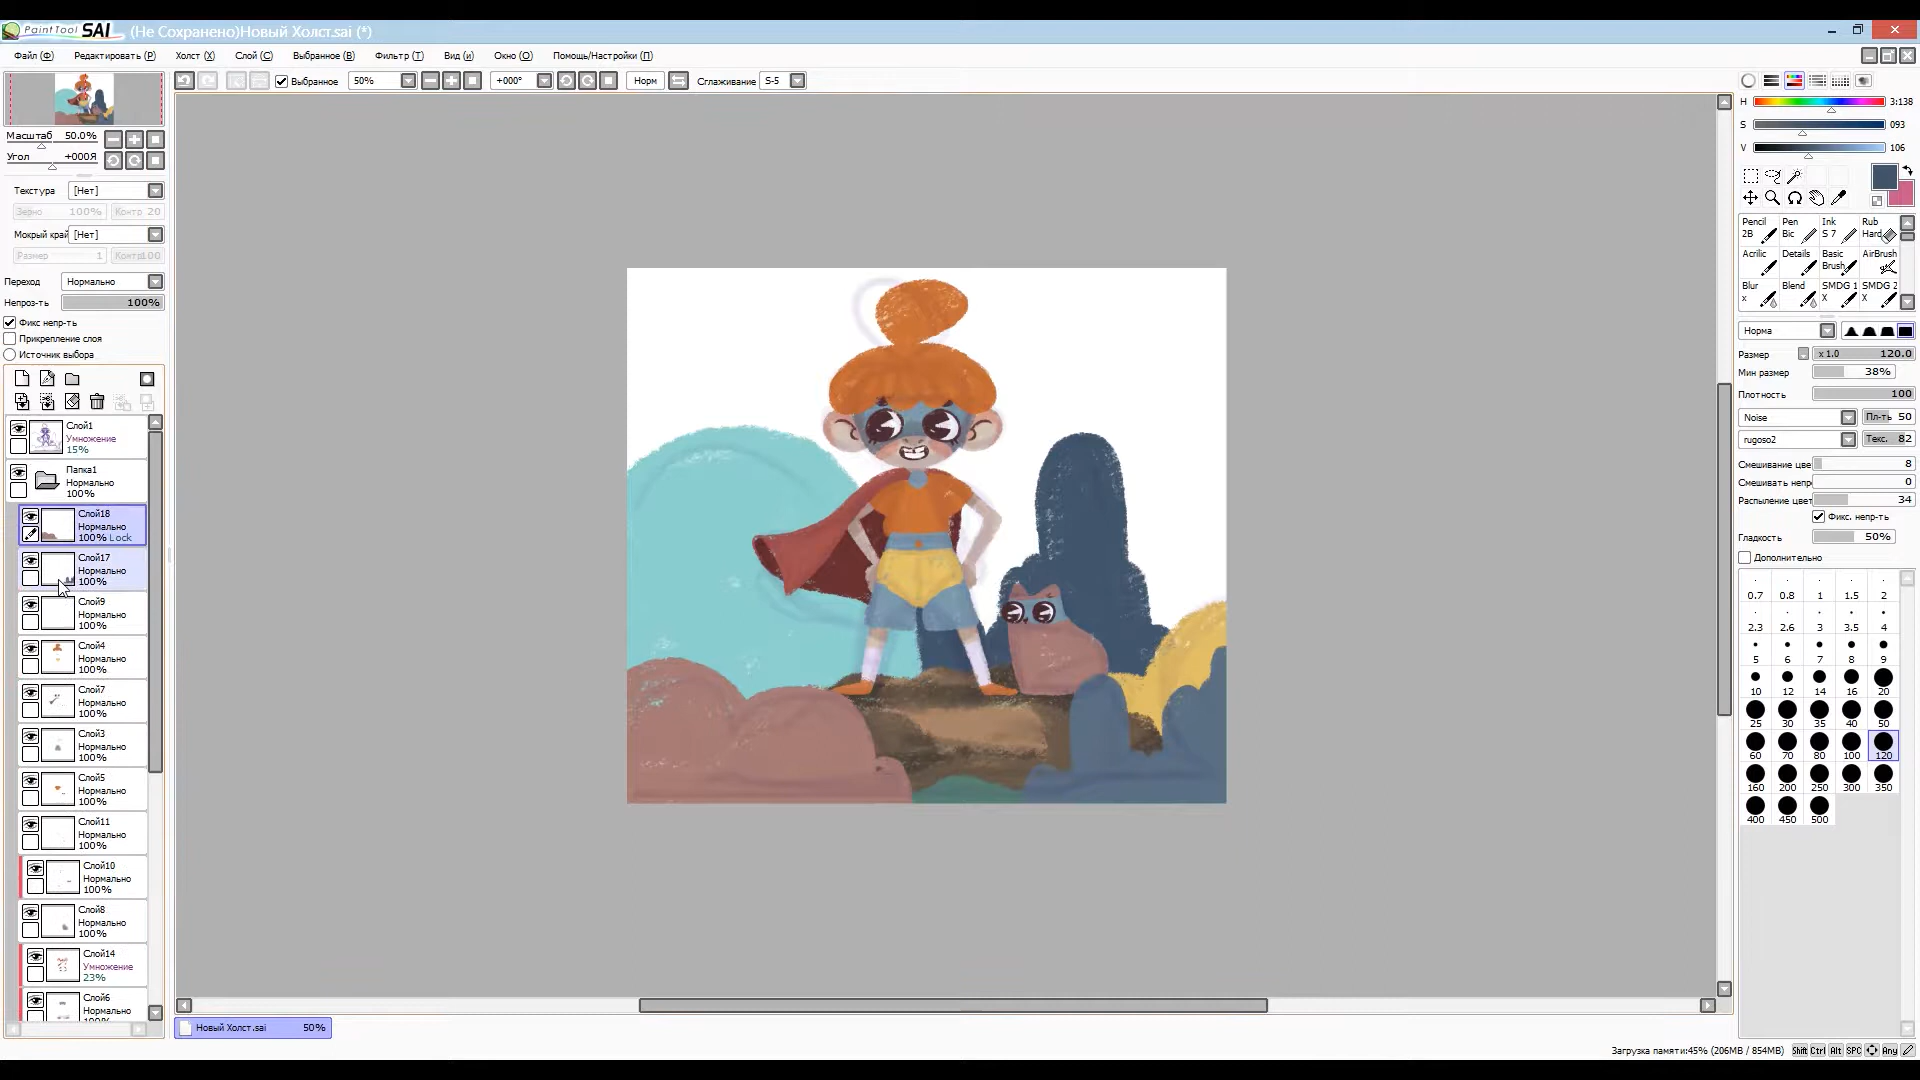 PaintTool SAI (Не Сохранено)Новый Холст.sai (*)
Файл (Ф) Редактировать (Р) Холст (Х) Слой (С) Выбранное (В) Фильтр (Т) Вид (и) Окно (О) Помощь/Настройки (П)
Выбранное 50% +000° Норм Сглаживание S-5
Масштаб 50.0%
Угол +000Я
Текстура [Нет]
Зерно 100% Контр 20
Мокрый край [Нет]
Размер 1 Контр100
Переход Нормально
Непроз-ть 100%
Фикс непр-ть
Прикрепление слоя
Источник выбора
Слой1
Умножение
15%
Папка1
Нормально
100%
Слой18
Нормально
100% Lock
Слой17
Нормально
100%
Слой9
Нормально
100%
Слой4
Нормально
100%
Слой7
Нормально
100%
Слой3
Нормально
100%
Слой5
Нормально
100%
Слой11
Нормально
100%
Слой10
Нормально
100%
Слой8
Нормально
100%
Слой14
Умножение
23%
Слой6
Нормально
100%
Новый Холст.sai 50%
H 3:138
S 093
V 106
Pencil 2B Pen Bic Ink S 7 Rub Hard
Acrilic Details Basic Brush AirBrush
Blur x Blend SMDG 1 X SMDG 2 X
Норма
Размер x 1.0 120.0
Мин размер 38%
Плотность 100
Noise Пл-ть 50
rugoso2 Текс. 82
Смешивание цве 8
Смешивать непр 0
Распыление цвет 34
Фикс. непр-ть
Гладкость 50%
Дополнительно
0.7 0.8 1 1.5 2
2.3 2.6 3 3.5 4
5 6 7 8 9
10 12 14 16 20
25 30 35 40 50
60 70 80 100 120
160 200 250 300 350
400 450 500
Загрузка памяти:45% (206MB / 854MB) Shift Ctrl Alt SPC Any